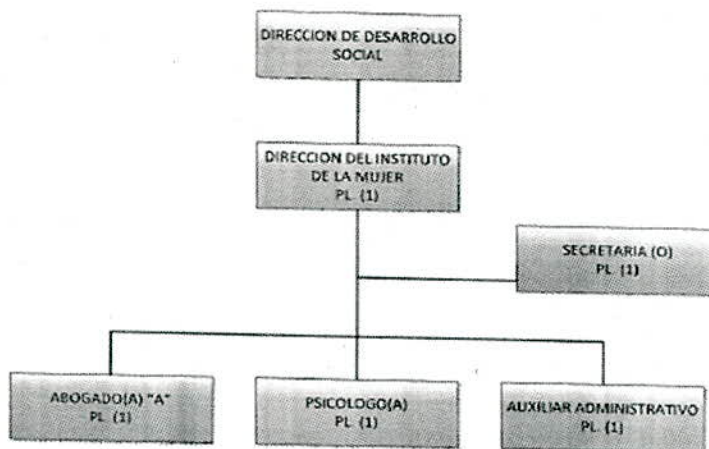 DIRECCION DE DESARROLLO
SOCIAL
DIRECCION DEL INSTITUTO
DE LA MUJER
PL. (1)
SECRETARIA (O)
PL. (1)
ABOGADO(A) "A"
PL. (1)
PSICOLOGO(A)
PL. (1)
AUXILIAR ADMINISTRATIVO
PL. (1)